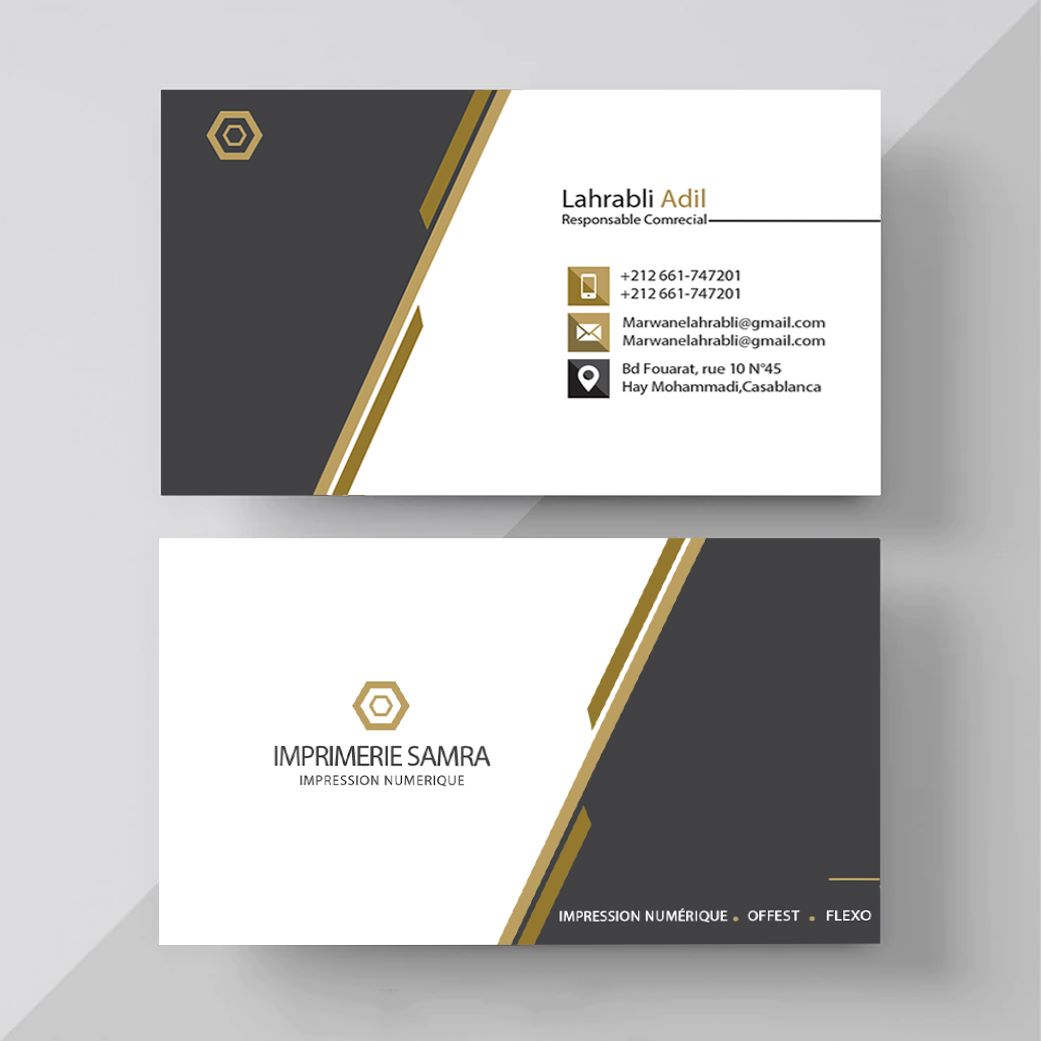 Lahrabli Adil
Responsable Comrecial
+212 661-747201
+212 661-747201
Marwanelahrabli@gmail.com
Marwanelahrabli@gmail.com
Bd Fouarat, rue 10 N°45
Hay Mohammadi,Casablanca
IMPRIMERIE SAMRA
IMPRESSION NUMERIQUE
IMPRESSION NUMÉRIQUE . OFFEST . FLEXO